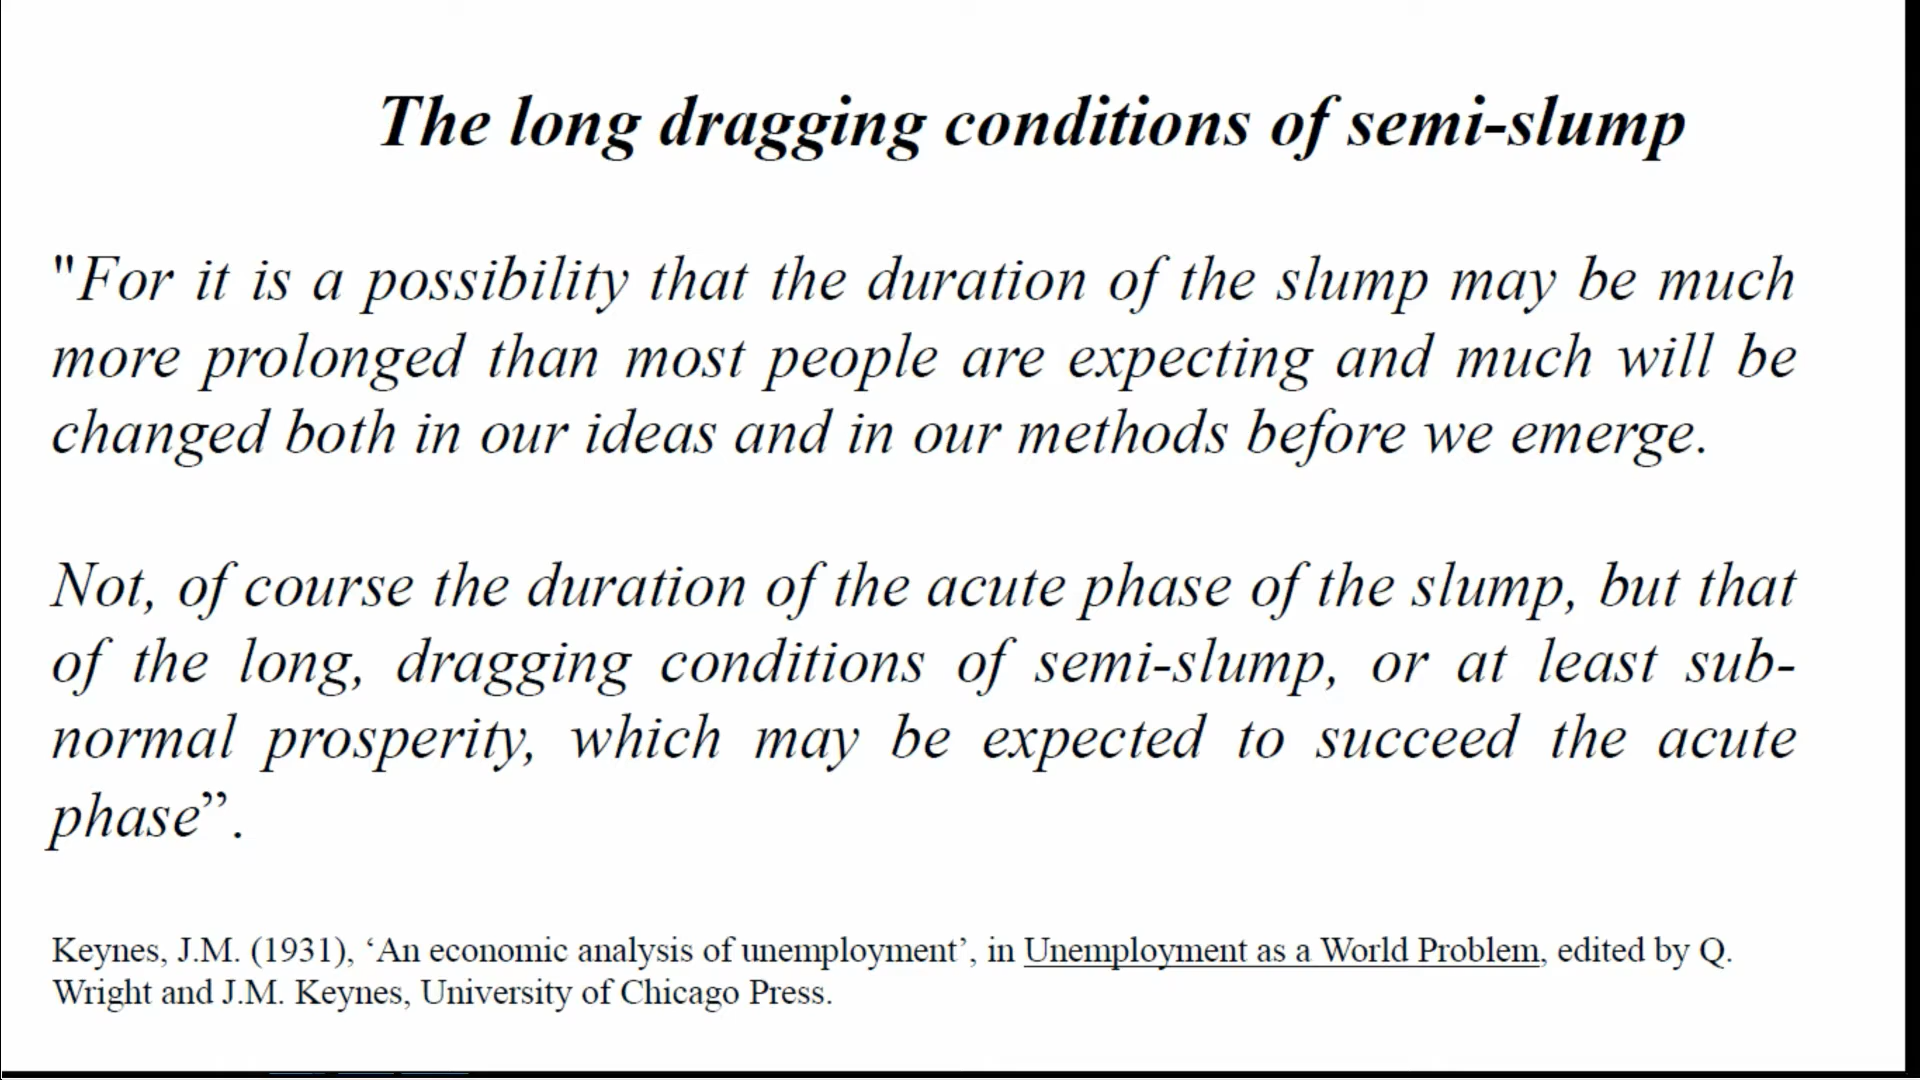 The long dragging conditions of semi-slump
"For it is a possibility that the duration of the slump may be much
more prolonged than most people are expecting and much will be
changed both in our ideas and in our methods before we emerge.
Not, of course the duration of the acute phase of the slump, but that
of the long, dragging conditions of semi-slump, or at least sub-
normal prosperity, which may be expected to succeed the acute
phase”.
Keynes, J.M. (1931), ‘An economic analysis of unemployment’, in Unemployment as a World Problem, edited by Q.
Wright and J.M. Keynes, University of Chicago Press.